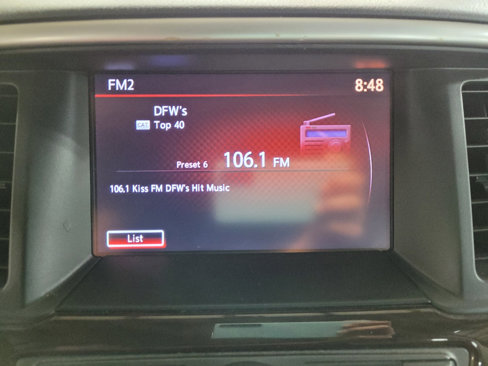 FM2 8:48
DFW's
CAT Top 40
Preset 6 106.1 FM
106.1 Kiss FM DFW's Hit Music
List